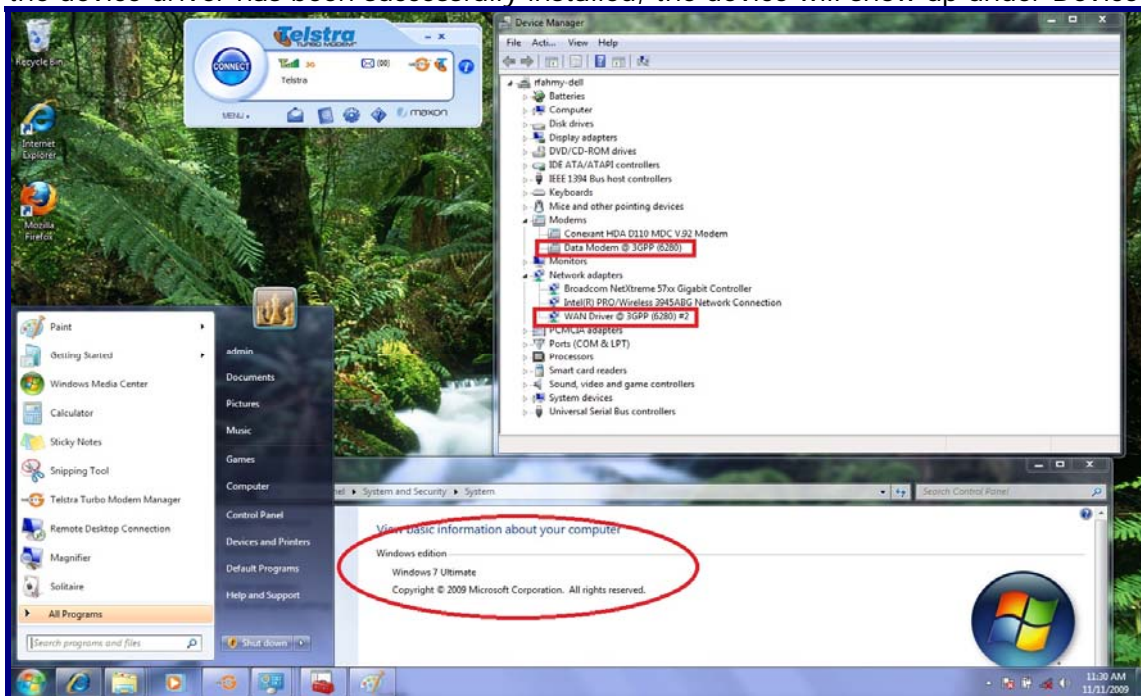 the device driver has been successfully installed, the device will show up under Device
Recycle Bin
Internet
Explorer
Mozilla
Firefox
Telstra
TURBO MODEM
CONNECT
3G
(00)
Telstra
MENU
maxon
Device Manager
File Acti... View Help
rfahmy-dell
Batteries
Computer
Disk drives
Display adapters
DVD/CD-ROM drives
IDE ATA/ATAPI controllers
IEEE 1394 Bus host controllers
Keyboards
Mice and other pointing devices
Modems
Conexant HDA D110 MDC V.92 Modem
Data Modem @ 3GPP (6280)
Monitors
Network adapters
Broadcom NetXtreme 57xx Gigabit Controller
Intel(R) PRO/Wireless 3945ABG Network Connection
WAN Driver @ 3GPP (6280) #2
PCMCIA adapters
Ports (COM & LPT)
Processors
Smart card readers
Sound, video and game controllers
System devices
Universal Serial Bus controllers
Paint
Getting Started
Windows Media Center
Calculator
Sticky Notes
Snipping Tool
Telstra Turbo Modem Manager
Remote Desktop Connection
Magnifier
Solitaire
All Programs
Search programs and files
admin
Documents
Pictures
Music
Games
Computer
Control Panel
Devices and Printers
Default Programs
Help and Support
Shut down
System and Security System
Search Control Panel
View basic information about your computer
Windows edition
Windows 7 Ultimate
Copyright © 2009 Microsoft Corporation. All rights reserved.
11:30 AM
11/11/2009